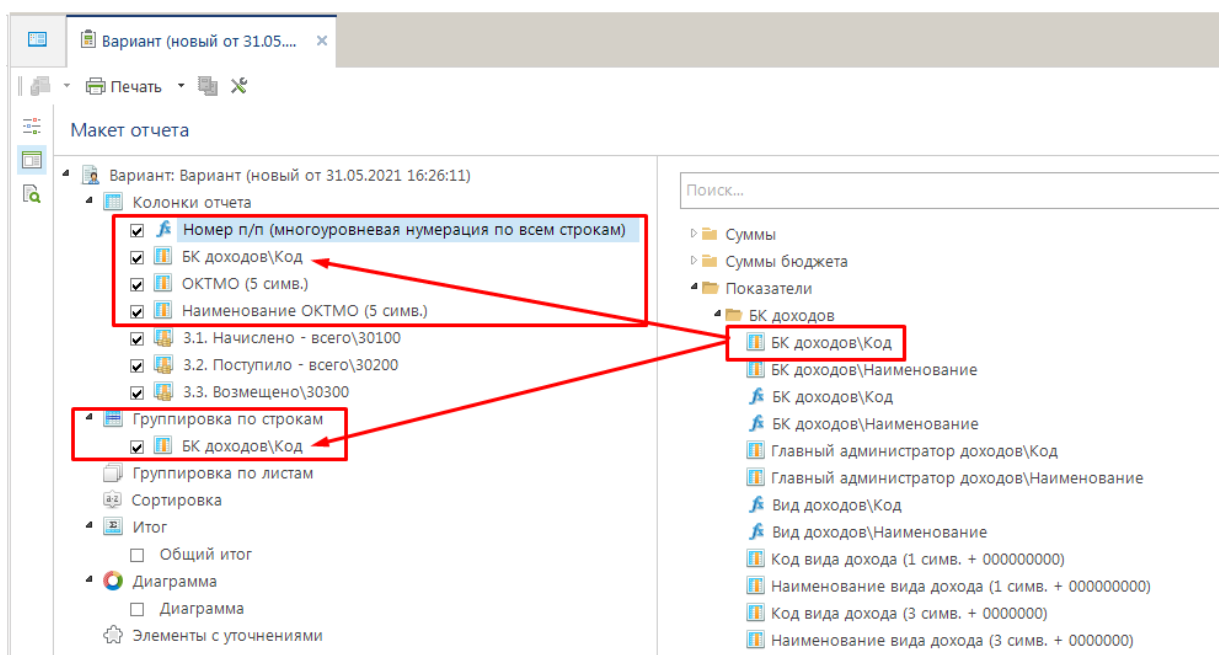 Вариант (новый от 31.05....
Печать
Макет отчета
Вариант: Вариант (новый от 31.05.2021 16:26:11)
Колонки отчета
Номер п/п (многоуровневая нумерация по всем строкам)
БК доходов\Код
ОКТМО (5 симв.)
Наименование ОКТМО (5 симв.)
3.1. Начислено - всего\30100
3.2. Поступило - всего\30200
3.3. Возмещено\30300
Группировка по строкам
БК доходов\Код
Группировка по листам
Сортировка
Итог
Общий итог
Диаграмма
Диаграмма
Элементы с уточнениями
Поиск...
Суммы
Суммы бюджета
Показатели
БК доходов
БК доходов\Код
БК доходов\Наименование
БК доходов\Код
БК доходов\Наименование
Главный администратор доходов\Код
Главный администратор доходов\Наименование
Вид доходов\Код
Вид доходов\Наименование
Код вида дохода (1 симв. + 000000000)
Наименование вида дохода (1 симв. + 000000000)
Код вида дохода (3 симв. + 0000000)
Наименование вида дохода (3 симв. + 0000000)